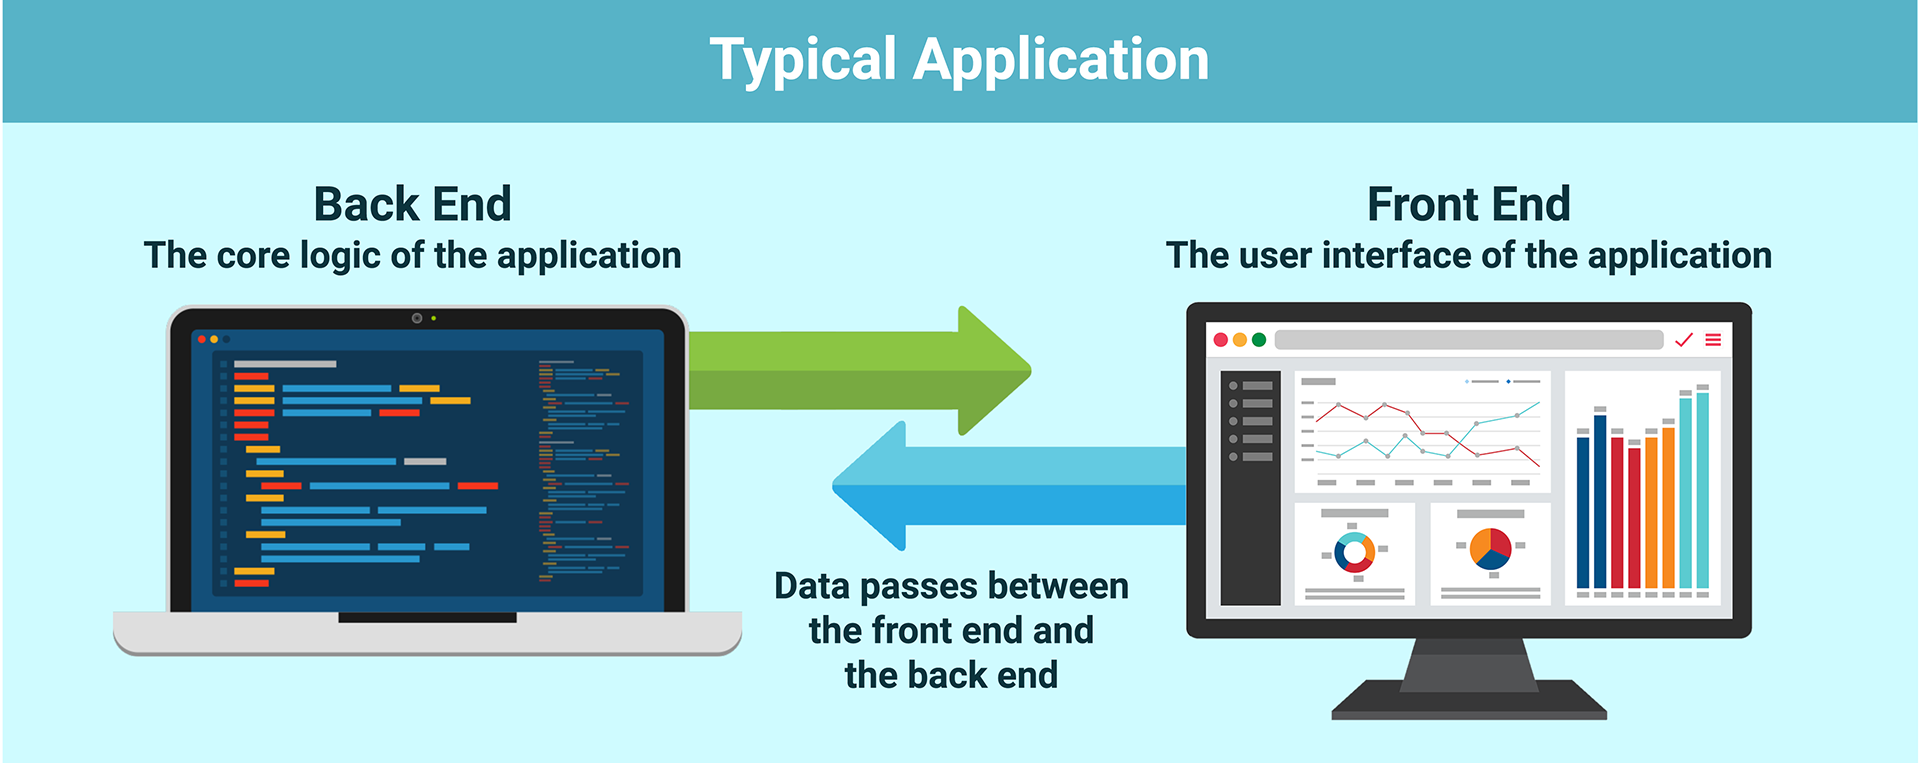 Typical Application
Back End
The core logic of the application
Front End
The user interface of the application
Data passes between
the front end and
the back end